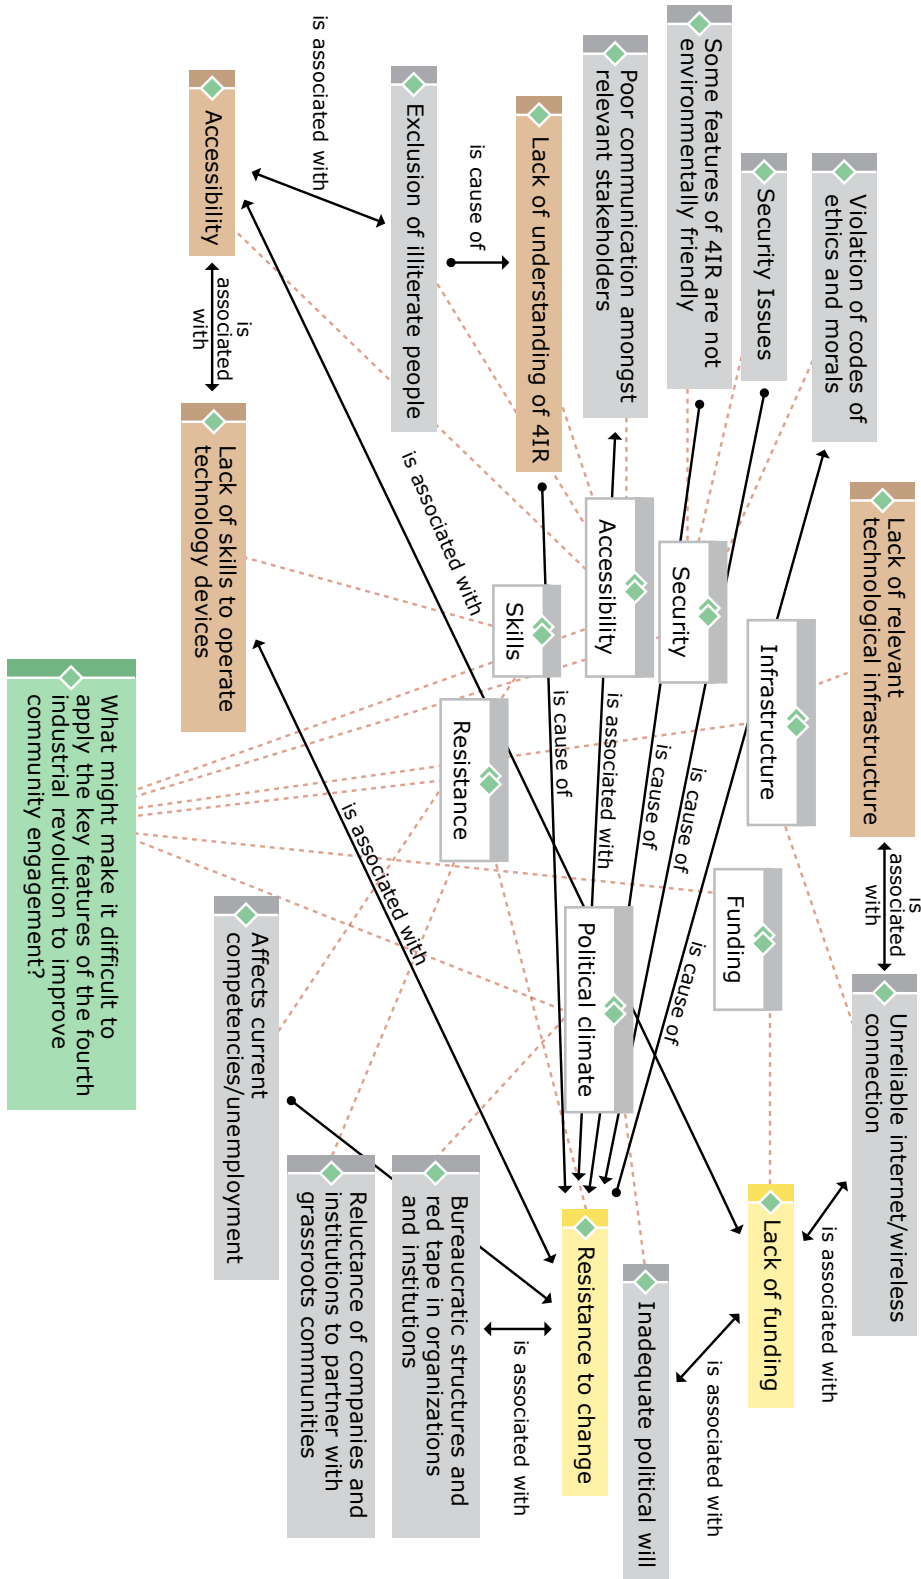 Violation of codes of
ethics and morals
Security Issues
Some features of 4IR are not
environmentally friendly
Poor communication amongst
relevant stakeholders
Lack of understanding of 4IR
is cause of
Exclusion of illiterate people
is associated with
Accessibility
is
associated
with
Lack of skills to operate
technology devices
Lack of relevant
technological infrastructure
is
associated
with
Unreliable internet/wireless
connection
Infrastructure
Security
Accessibility
Skills
Resistance
Funding
Political climate
is associated with
is cause of
is associated with
is cause of
is cause of
is cause of
is associated with
is associated with
Lack of funding
is associated with
Inadequate political will
Resistance to change
is associated with
Bureaucratic structures and
red tape in organizations
and institutions
Reluctance of companies and
institutions to partner with
grassroots communities
Affects current
competencies/unemployment
What might make it difficult to
apply the key features of the fourth
industrial revolution to improve
community engagement?